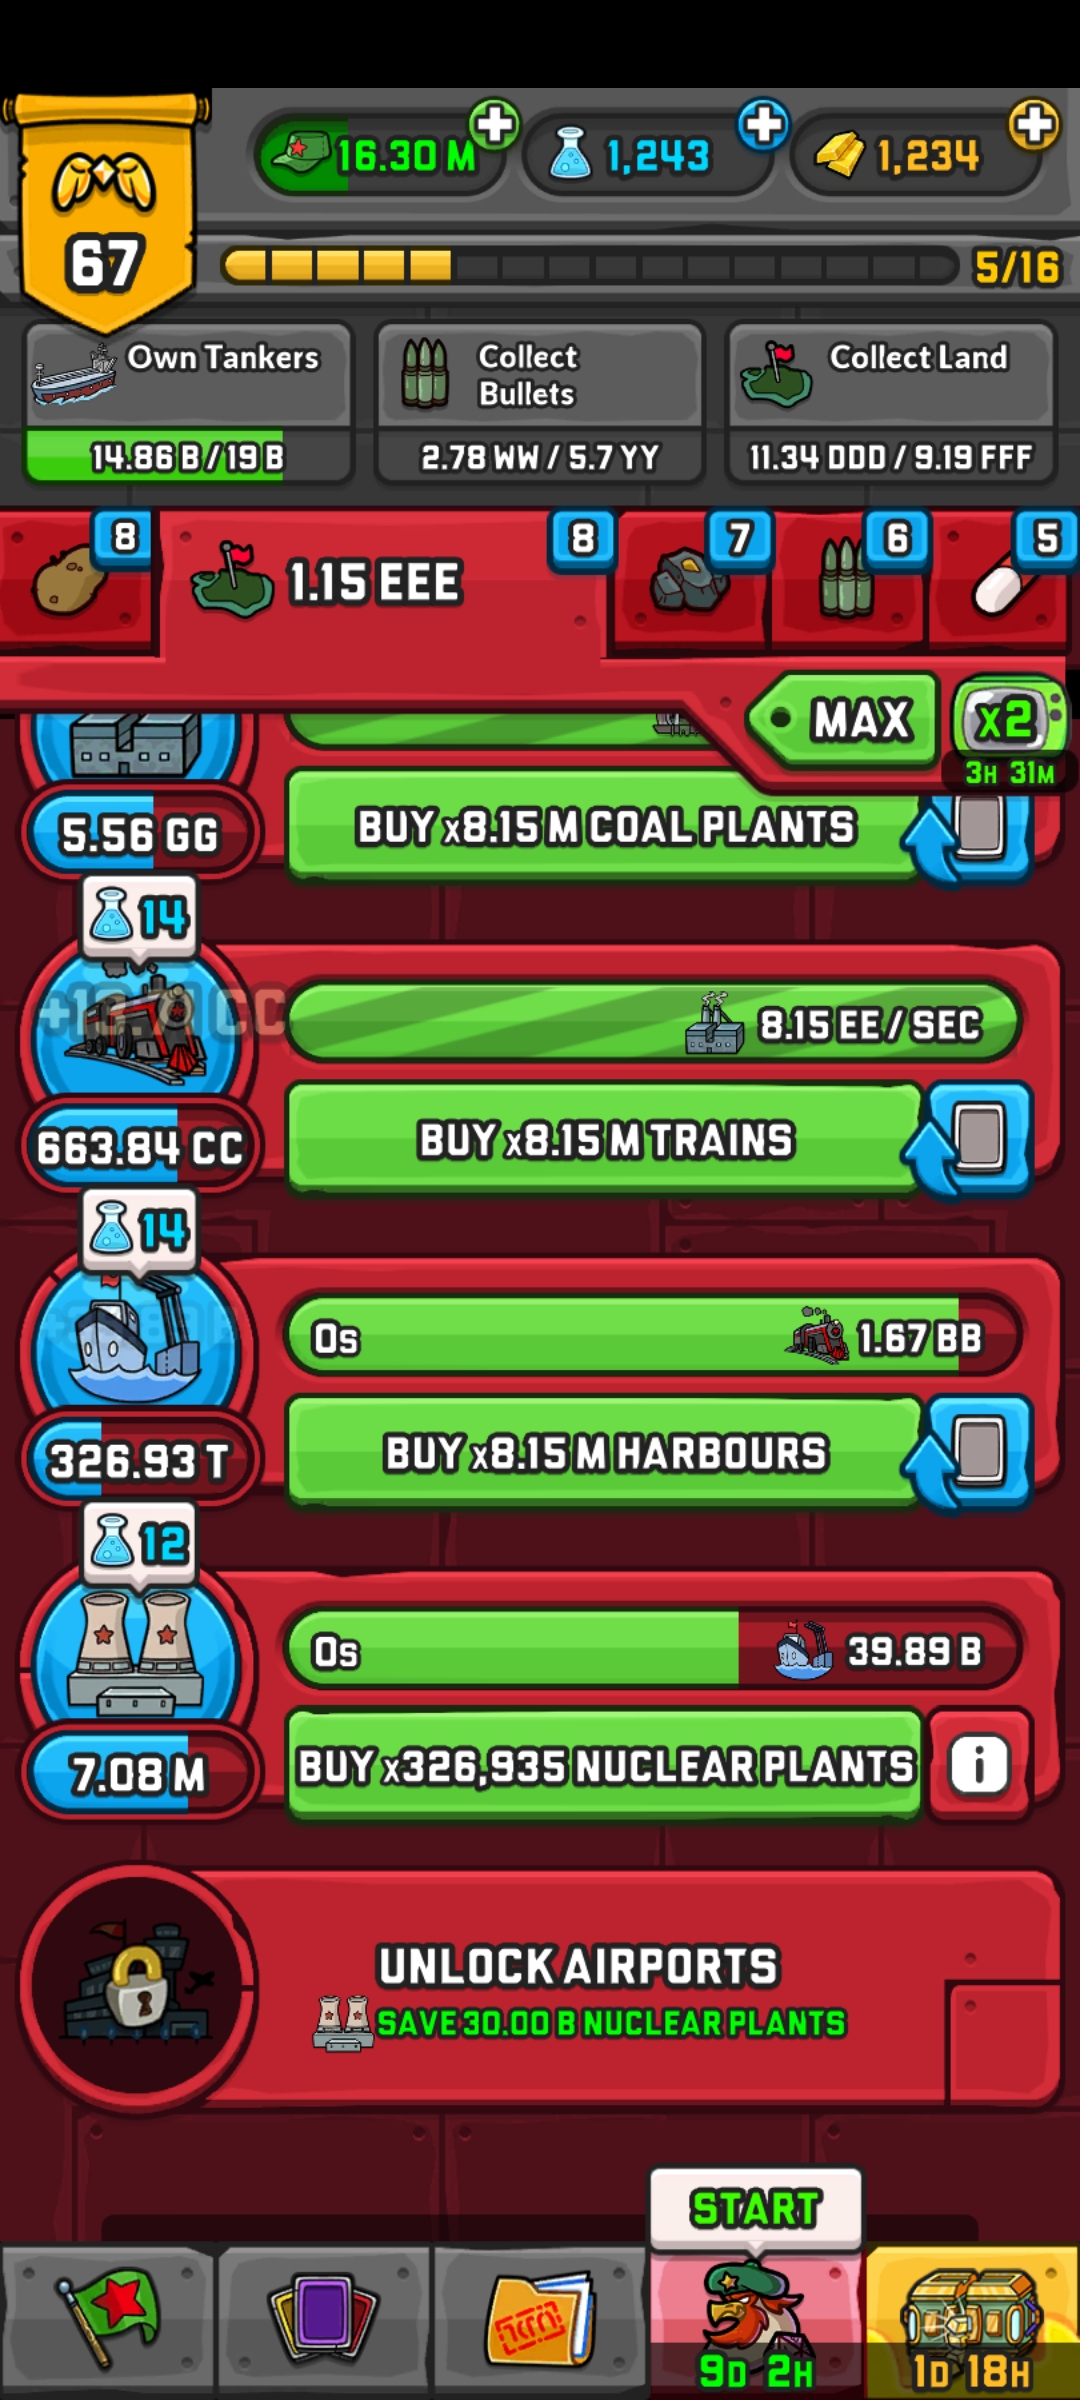 16.30 M
1,243
1,234
67
5/16
Own Tankers
14.86 B / 19 B
Collect
Bullets
2.78 WW / 5.7 YY
Collect Land
11.34 DDD / 9.19 FFF
8
1.15 EEE
8
7
6
5
MAX
x2
3H 31M
5.56 GG
BUY x8.15 M COAL PLANTS
14
8.15 EE / SEC
663.84 CC
BUY x8.15 M TRAINS
14
0s
1.67 BB
326.93 T
BUY x8.15 M HARBOURS
12
0s
39.89 B
7.08 M
BUY x326,935 NUCLEAR PLANTS
i
UNLOCK AIRPORTS
SAVE 30.00 B NUCLEAR PLANTS
START
9D 2H
1D 18H